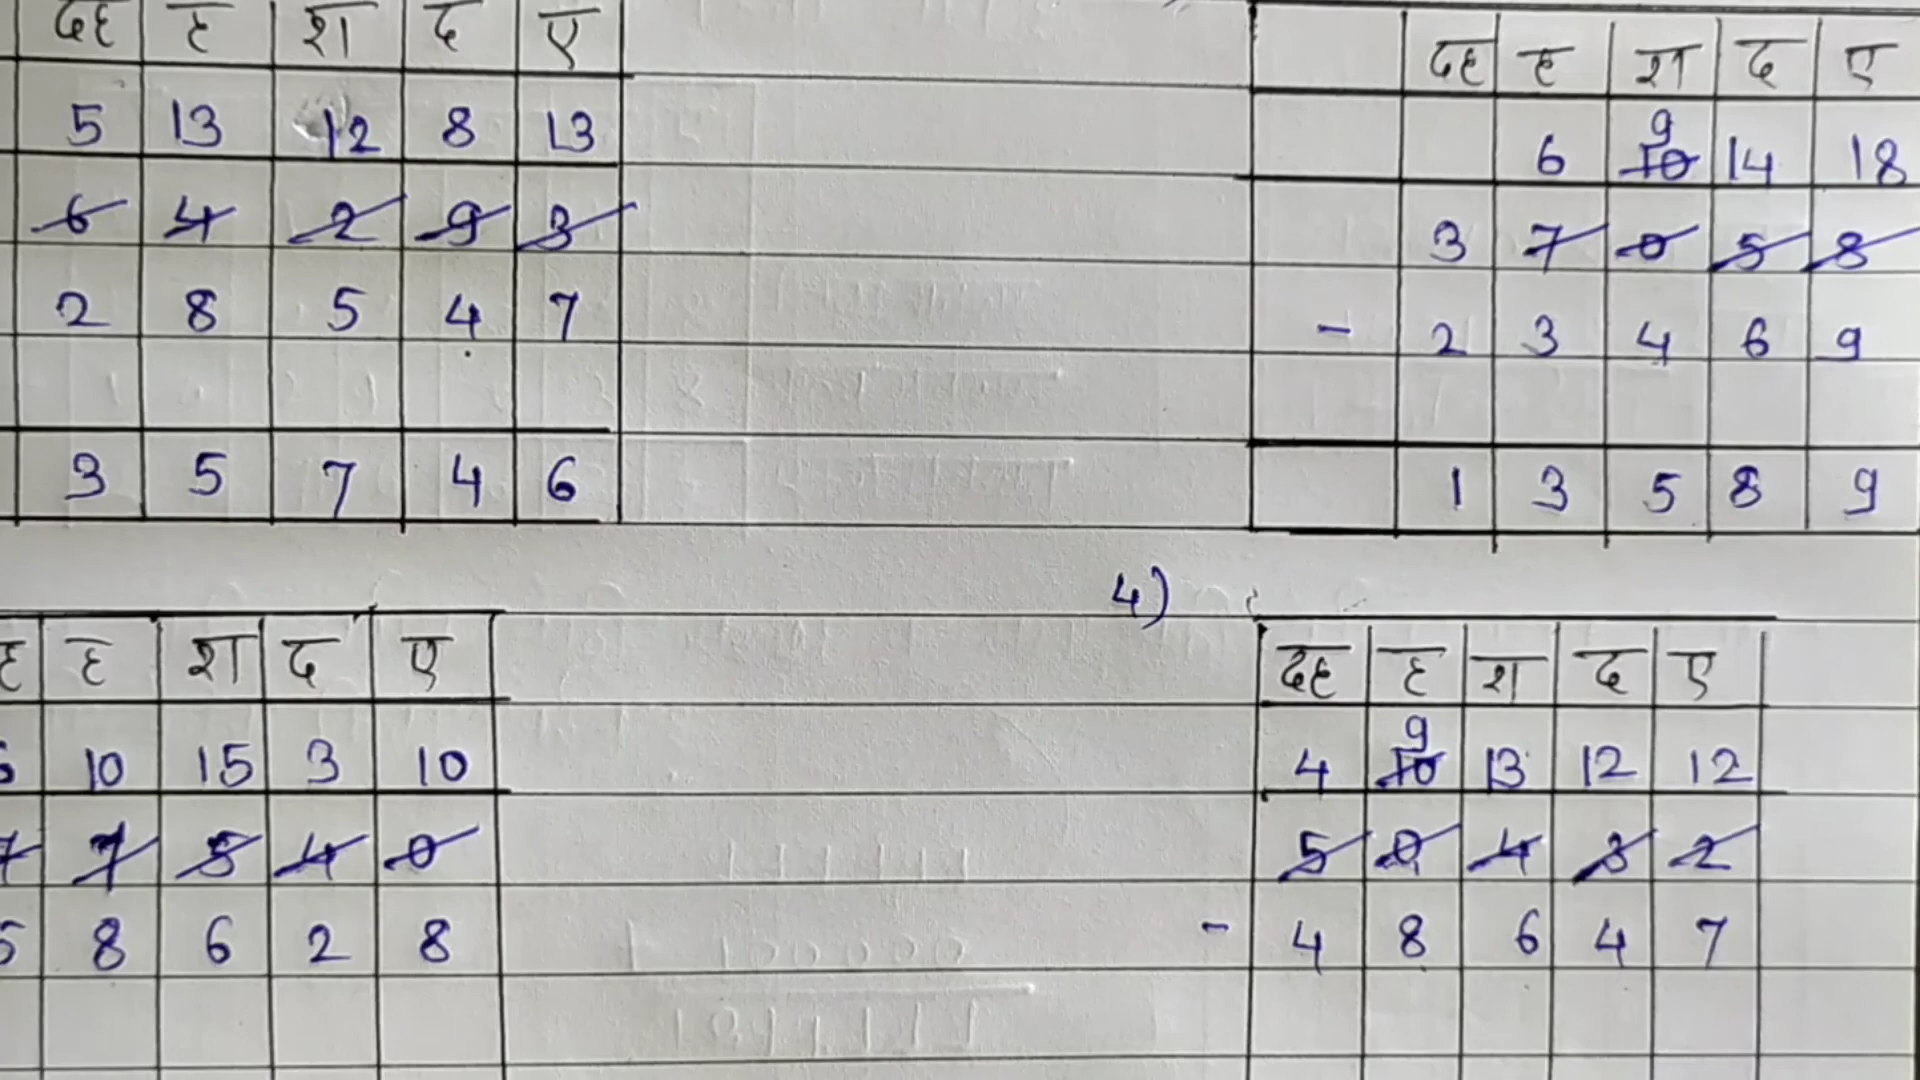 दह ह श द ए
5 13 12 8 13
6 4 2 9 3
2 8 5 4 7
3 5 7 4 6
दह ह श द ए
6 9 10 14 18
3 7 0 5 8
- 2 3 4 6 9
1 3 5 8 9
ह श द ए
10 15 3 10
7 7 5 4 0
5 8 6 2 8
4)
दह ह श द ए
9
4 10 13 12 12
5 0 4 3 2
- 4 8 6 4 7